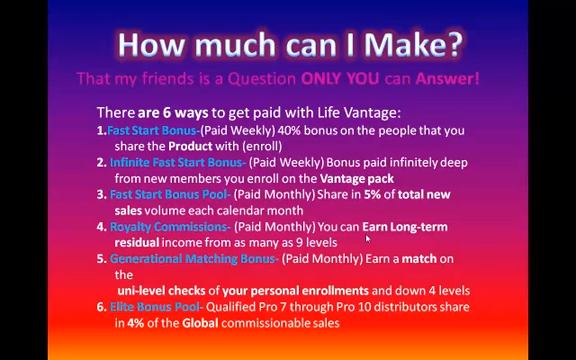 How much can I Make?
That my friends is a Question ONLY YOU can Answer!
There are 6 ways to get paid with Life Vantage:
1.Fast Start Bonus-(Paid Weekly) 40% bonus on the people that you
share the Product with (enroll)
2. Infinite Fast Start Bonus- (Paid Weekly) Bonus paid infinitely deep
from new members you enroll on the Vantage pack
3. Fast Start Bonus Pool- (Paid Monthly) Share in 5% of total new
sales volume each calendar month
4. Royalty Commissions- (Paid Monthly) You can Earn Long-term
residual income from as many as 9 levels
5. Generational Matching Bonus- (Paid Monthly) Earn a match on
the
uni-level checks of your personal enrollments and down 4 levels
6. Elite Bonus Pool- Qualified Pro 7 through Pro 10 distributors share
in 4% of the Global commissionable sales